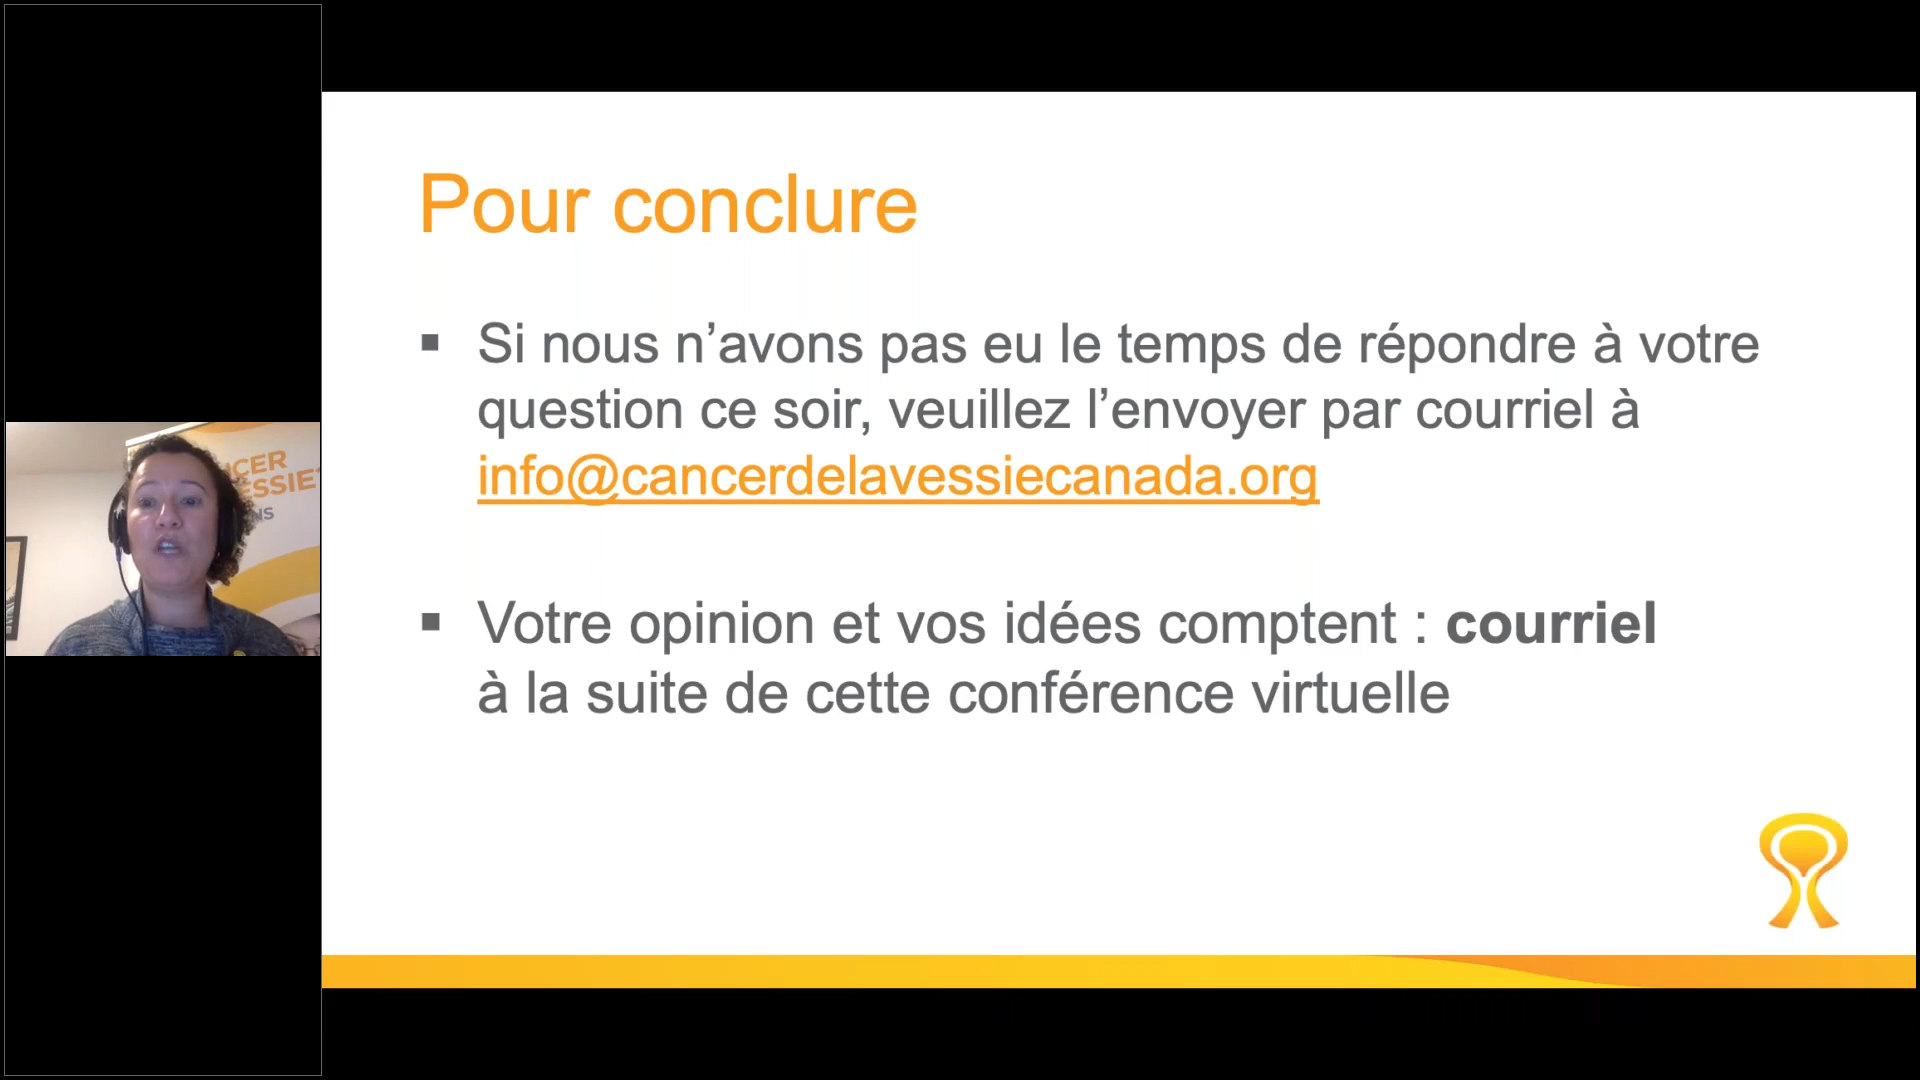 Pour conclure
▪ Si nous n’avons pas eu le temps de répondre à votre
question ce soir, veuillez l’envoyer par courriel à
info@cancerdelavessiecanada.org
▪ Votre opinion et vos idées comptent : courriel
à la suite de cette conférence virtuelle